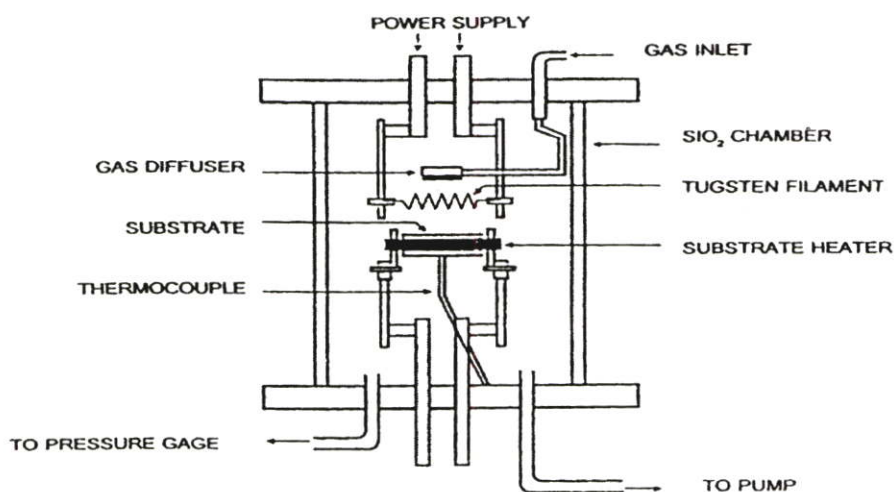 POWER SUPPLY
GAS INLET
SIO₂ CHAMBER
GAS DIFFUSER
TUGSTEN FILAMENT
SUBSTRATE
SUBSTRATE HEATER
THERMOCOUPLE
TO PRESSURE GAGE
TO PUMP